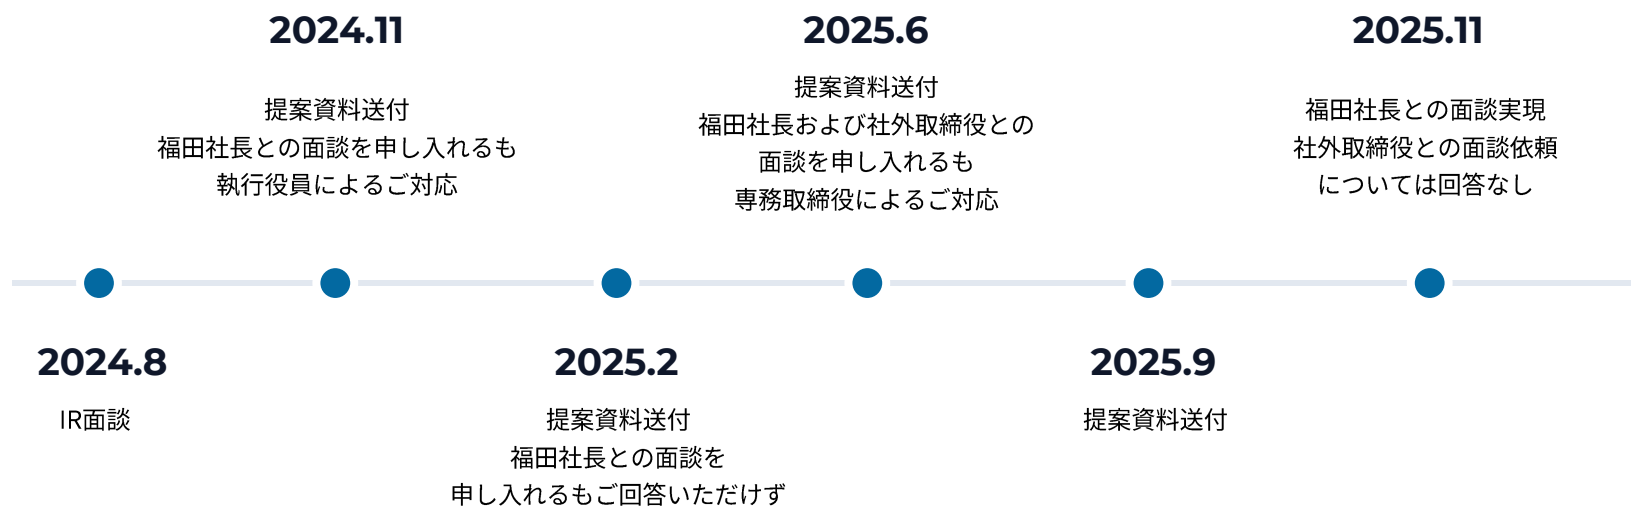 2024.11
提案資料送付
福田社長との面談を申し入れるも
執行役員によるご対応
2025.6
提案資料送付
福田社長および社外取締役との
面談を申し入れるも
専務取締役によるご対応
2025.11
福田社長との面談実現
社外取締役との面談依頼
については回答なし
2024.8
IR面談
2025.2
提案資料送付
福田社長との面談を
申し入れるもご回答いただけず
2025.9
提案資料送付